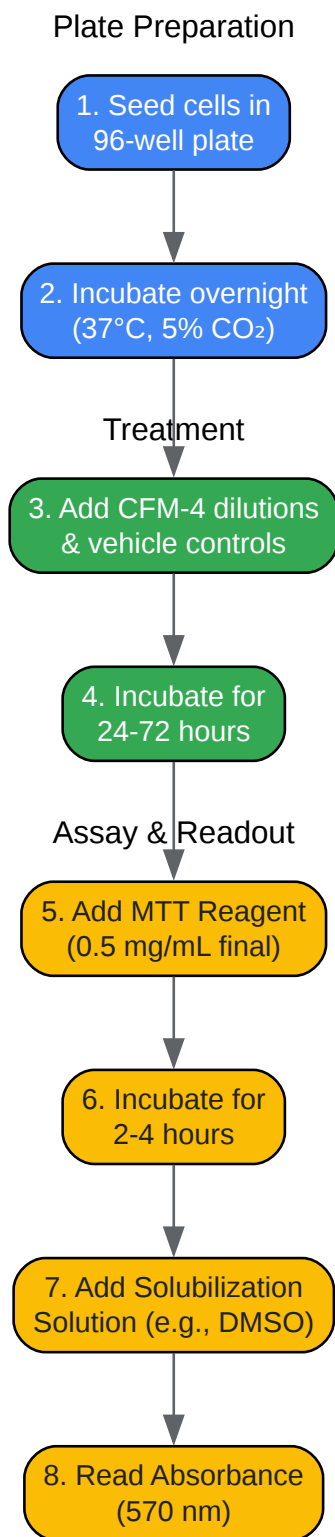 Plate Preparation
1. Seed cells in
96-well plate
2. Incubate overnight
(37°C, 5% CO₂)
Treatment
3. Add CFM-4 dilutions
& vehicle controls
4. Incubate for
24-72 hours
Assay & Readout
5. Add MTT Reagent
(0.5 mg/mL final)
6. Incubate for
2-4 hours
7. Add Solubilization
Solution (e.g., DMSO)
8. Read Absorbance
(570 nm)